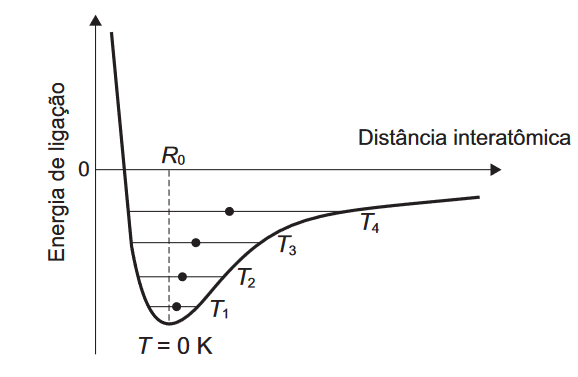 Energia de ligação
0
R0
Distância interatômica
T4
T3
T2
T1
T = 0 K